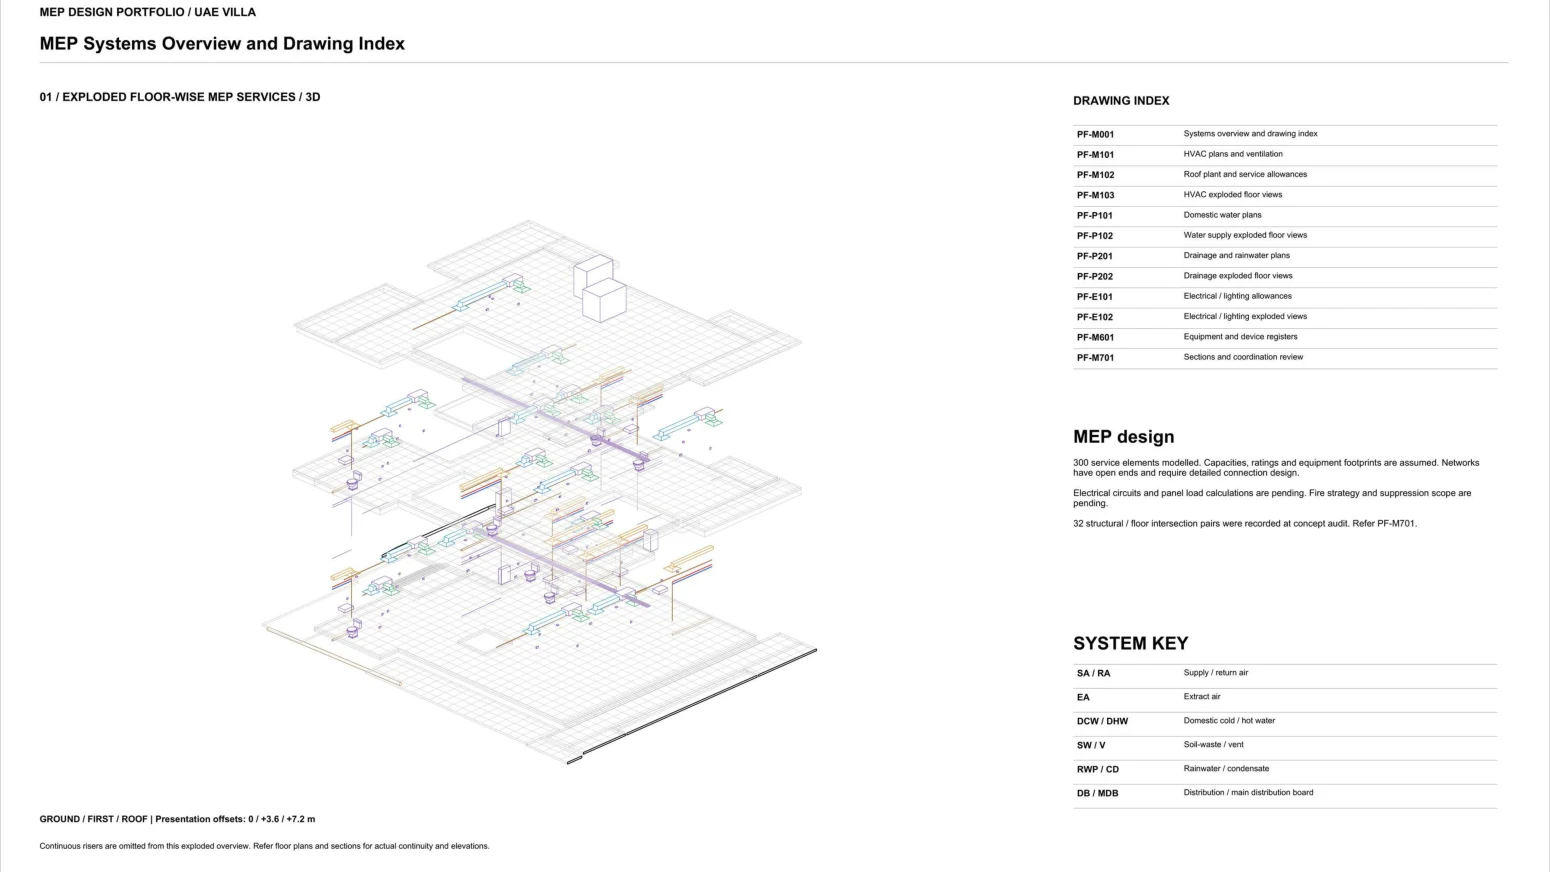 MEP DESIGN PORTFOLIO / UAE VILLA
MEP Systems Overview and Drawing Index
01 / EXPLODED FLOOR-WISE MEP SERVICES / 3D
GROUND / FIRST / ROOF | Presentation offsets: 0 / +3.6 / +7.2 m
Continuous risers are omitted from this exploded overview. Refer floor plans and sections for actual continuity and elevations.
DRAWING INDEX
PF-M001 Systems overview and drawing index
PF-M101 HVAC plans and ventilation
PF-M102 Roof plant and service allowances
PF-M103 HVAC exploded floor views
PF-P101 Domestic water plans
PF-P102 Water supply exploded floor views
PF-P201 Drainage and rainwater plans
PF-P202 Drainage exploded floor views
PF-E101 Electrical / lighting allowances
PF-E102 Electrical / lighting exploded views
PF-M601 Equipment and device registers
PF-M701 Sections and coordination review
MEP design
300 service elements modelled. Capacities, ratings and equipment footprints are assumed. Networks
have open ends and require detailed connection design.
Electrical circuits and panel load calculations are pending. Fire strategy and suppression scope are
pending.
32 structural / floor intersection pairs were recorded at concept audit. Refer PF-M701.
SYSTEM KEY
SA / RA Supply / return air
EA Extract air
DCW / DHW Domestic cold / hot water
SW / V Soil-waste / vent
RWP / CD Rainwater / condensate
DB / MDB Distribution / main distribution board